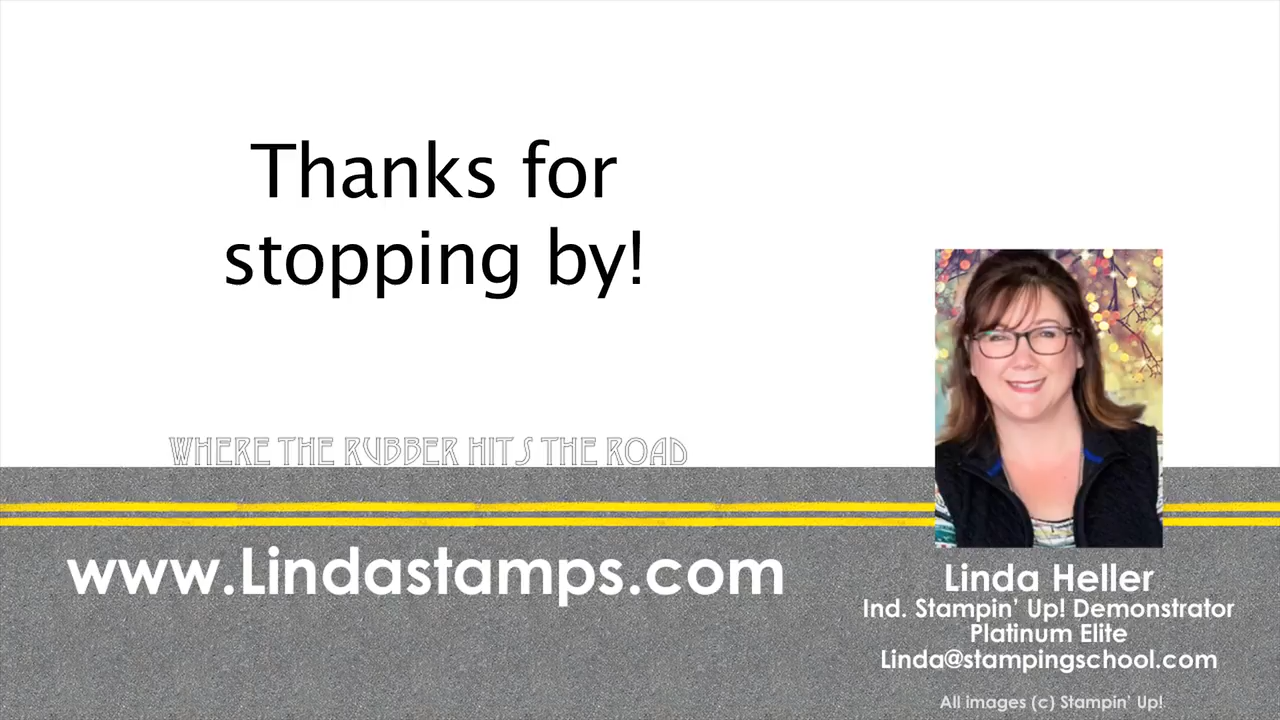 Thanks for
stopping by!
WHERE THE RUBBER HITS THE ROAD
www.Lindastamps.com
Linda Heller
Ind. Stampin’ Up! Demonstrator
Platinum Elite
Linda@stampingschool.com
All images (c) Stampin’ Up!